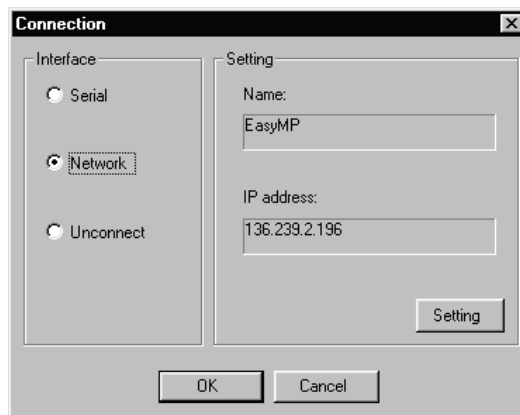 Connection
Interface
Serial
Network
Unconnect
Setting
Name:
EasyMP
IP address:
136.239.2.196
Setting
OK
Cancel